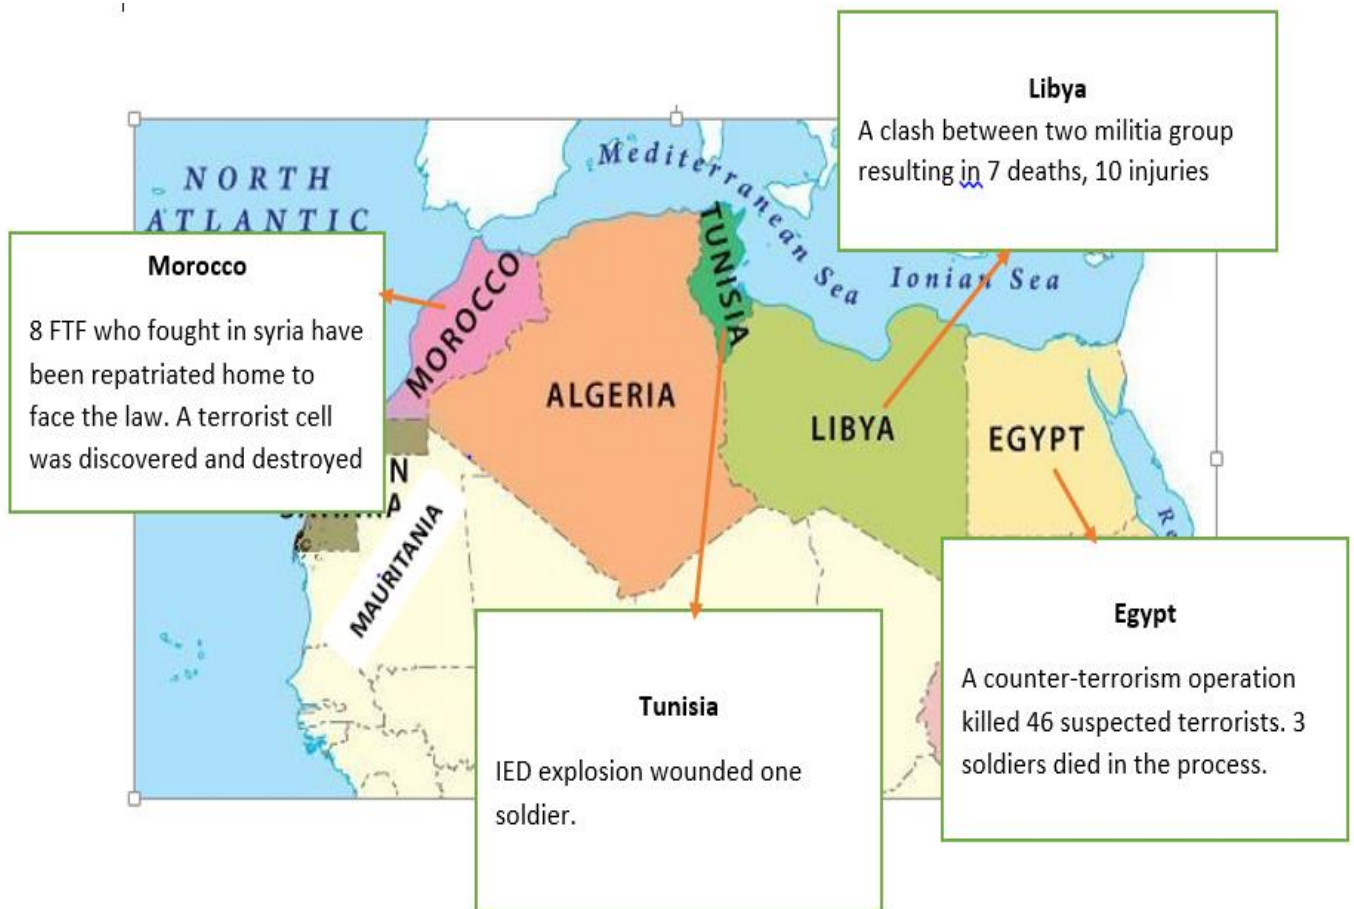 Libya
A clash between two militia group
resulting in 7 deaths, 10 injuries
Mediterranean Sea
NORTH
ATLANTIC
Morocco
8 FTF who fought in syria have
been repatriated home to
face the law. A terrorist cell
was discovered and destroyed
MOROCCO
TUNISIA
Ionian Sea
ALGERIA
LIBYA
EGYPT
MAURITANIA
Egypt
A counter-terrorism operation
killed 46 suspected terrorists. 3
soldiers died in the process.
Tunisia
IED explosion wounded one
soldier.